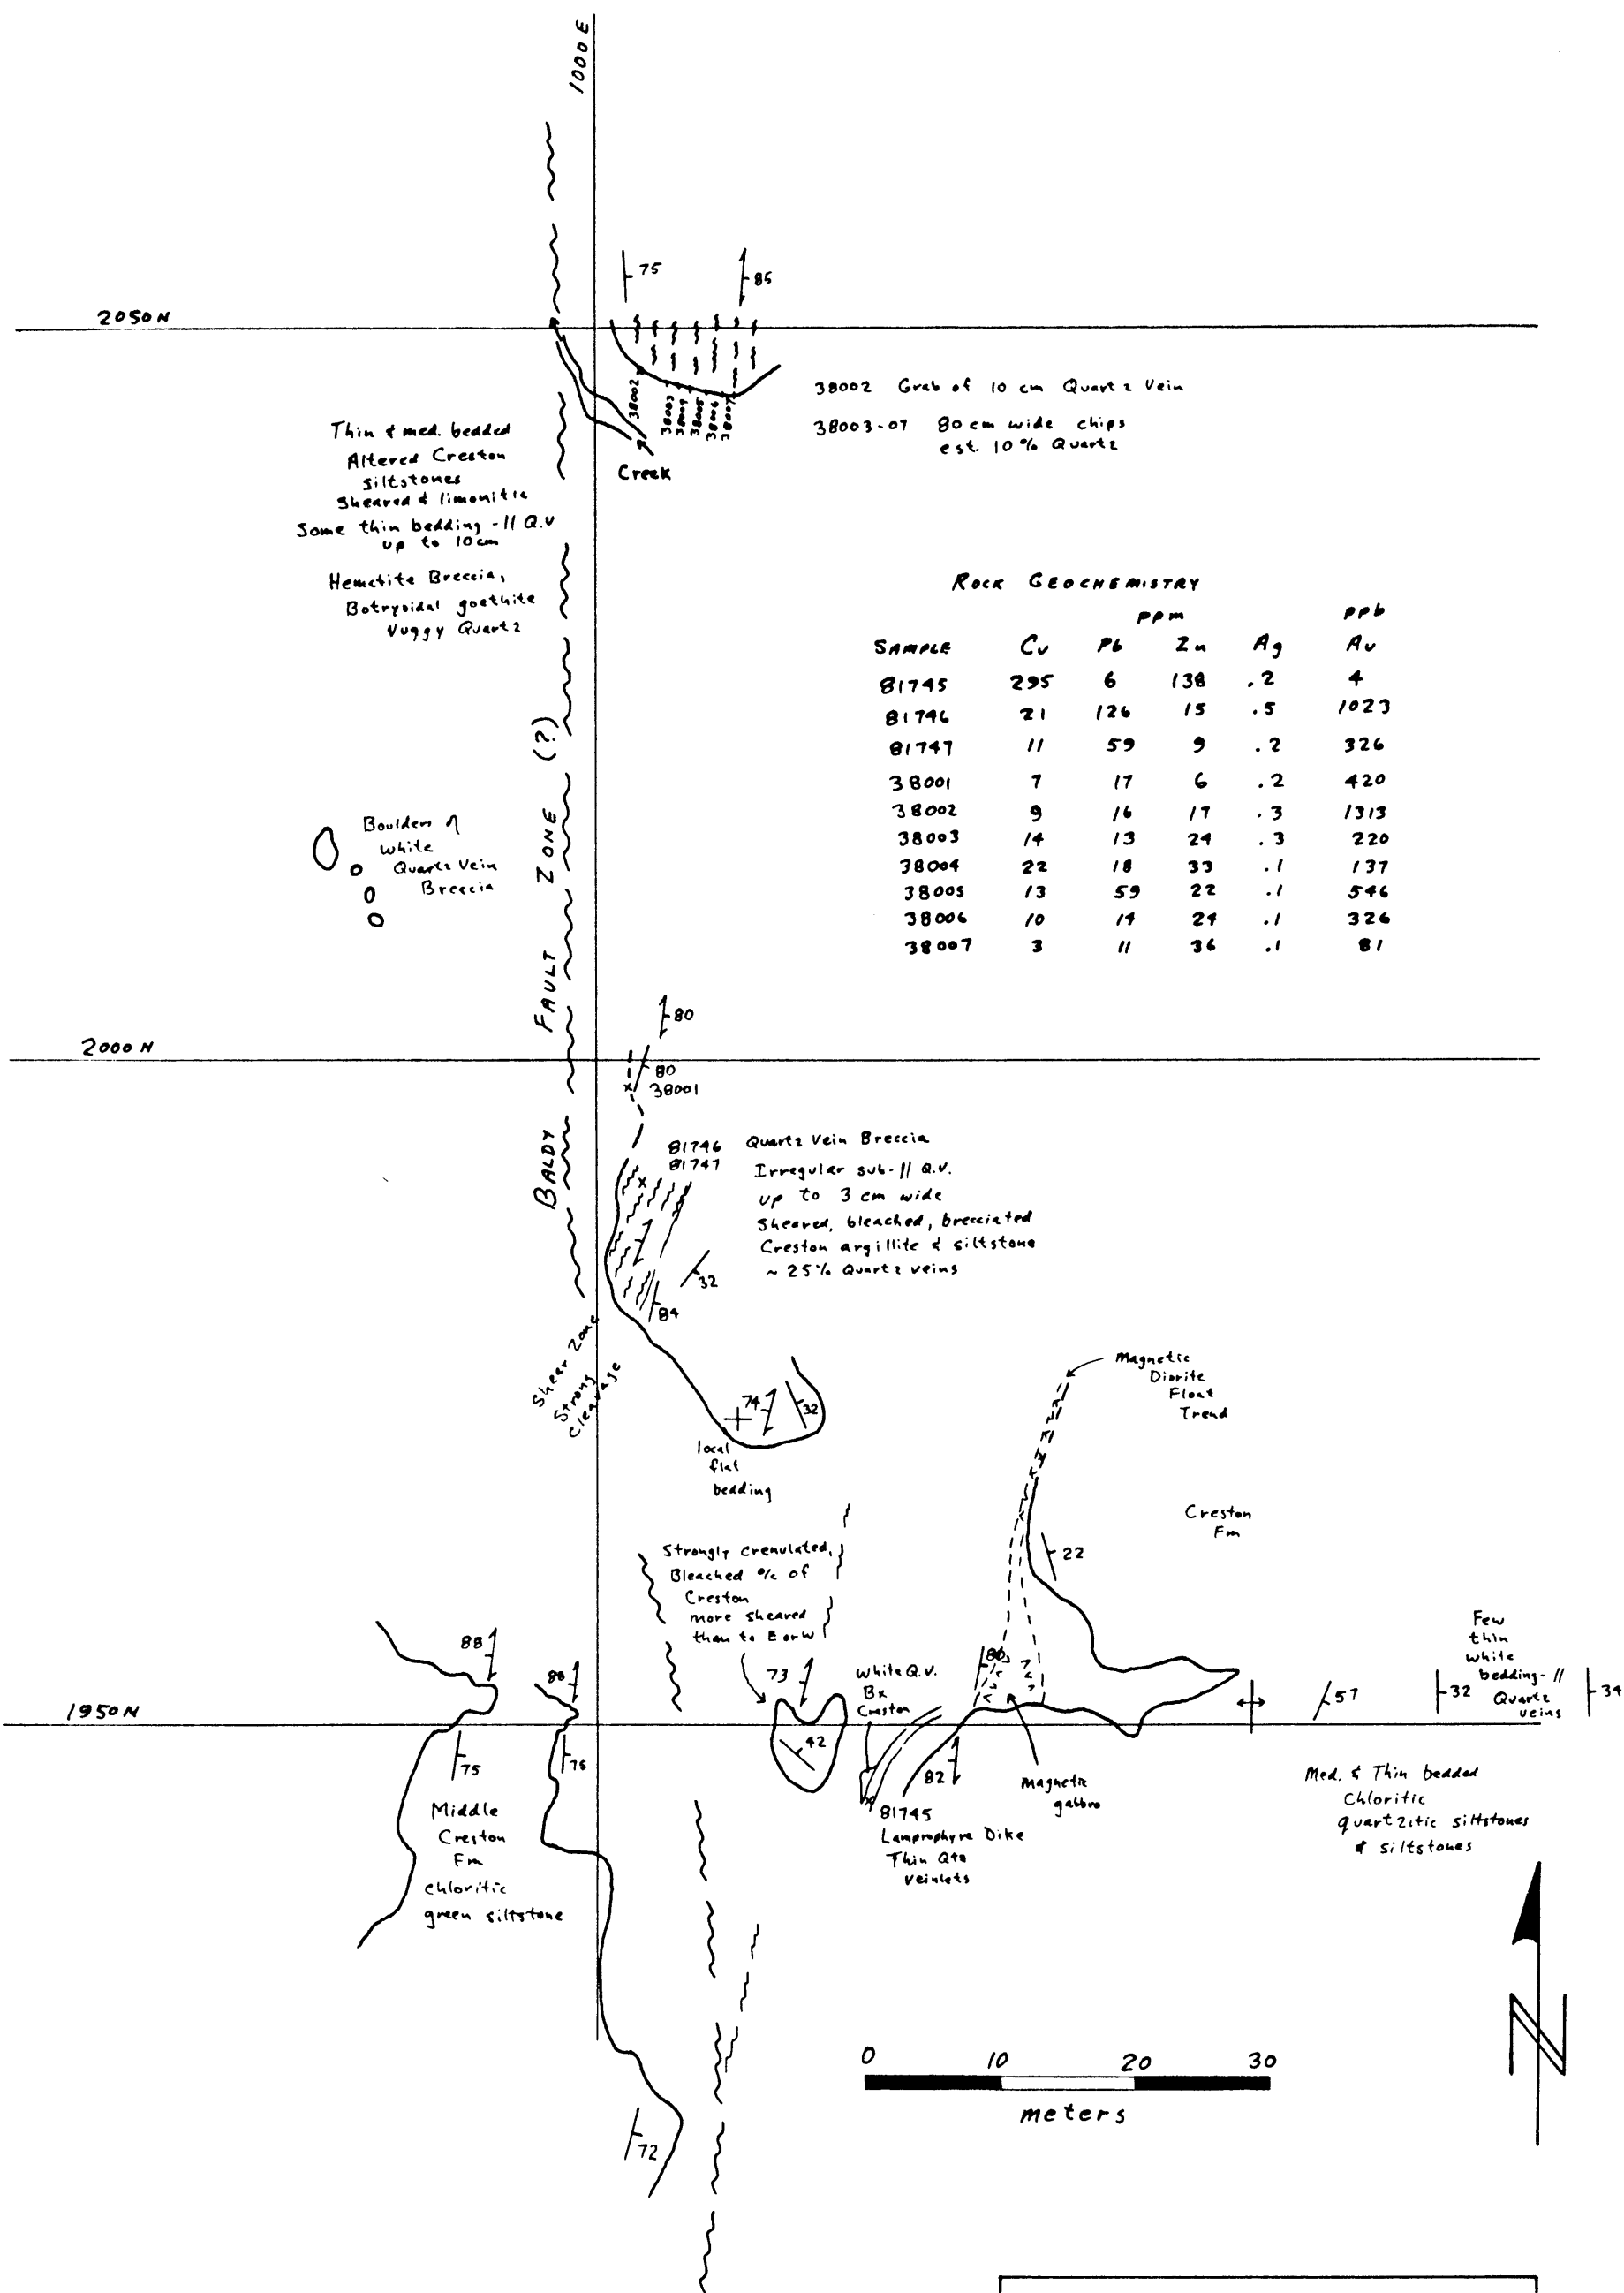 1000 E
75
85
2050 N
38002
38003
38004
38005
38006
38007
Creek
38002 Grab of 10 cm Quartz Vein
38003-07 80 cm wide chips
est. 10% Quartz
Thin & med. bedded
Altered Creston
siltstones
Sheared & limonitic
Some thin bedding -// Q.V
up to 10cm
Hematite Breccia,
Botryoidal goethite
Vuggy Quartz
ROCK GEOCHEMISTRY
ppm ppb
SAMPLE Cu Pb Zn Ag Au
81745 295 6 138 .2 4
81746 21 126 15 .5 1023
81747 11 59 9 .2 326
38001 7 17 6 .2 420
38002 9 16 17 .3 1313
38003 14 13 24 .3 220
38004 22 18 33 .1 137
38005 13 59 22 .1 546
38006 10 14 24 .1 326
38007 3 11 36 .1 81
BALDY FAULT ZONE (?)
Boulders of
white
Quartz Vein
Breccia
80
2000 N
80
38001
81746 Quartz Vein Breccia
81747 Irregular sub-// Q.V.
up to 3 cm wide
Sheared, bleached, brecciated
Creston argillite & siltstone
~ 25% Quartz veins
32
84
Shear Zone
Strong
Cleavage
74
32
local
flat
bedding
Magnetic
Diorite
Float
Trend
Creston
Fm
22
Strongly crenulated,
Bleached o/c of
Creston
more sheared
than to E or W
88
88
73
White Q.V.
Bx
Creston
86
Few
thin
white
bedding-//
Quartz
veins
57
32
34
1950 N
75
75
42
82
Magnetic
gabbro
81745
Lamprophyre Dike
Thin Qtz
veinlets
Med. & Thin bedded
Chloritic
quartzitic siltstones
& siltstones
Middle
Creston
Fm
chloritic
green siltstone
N
0 10 20 30
meters
72